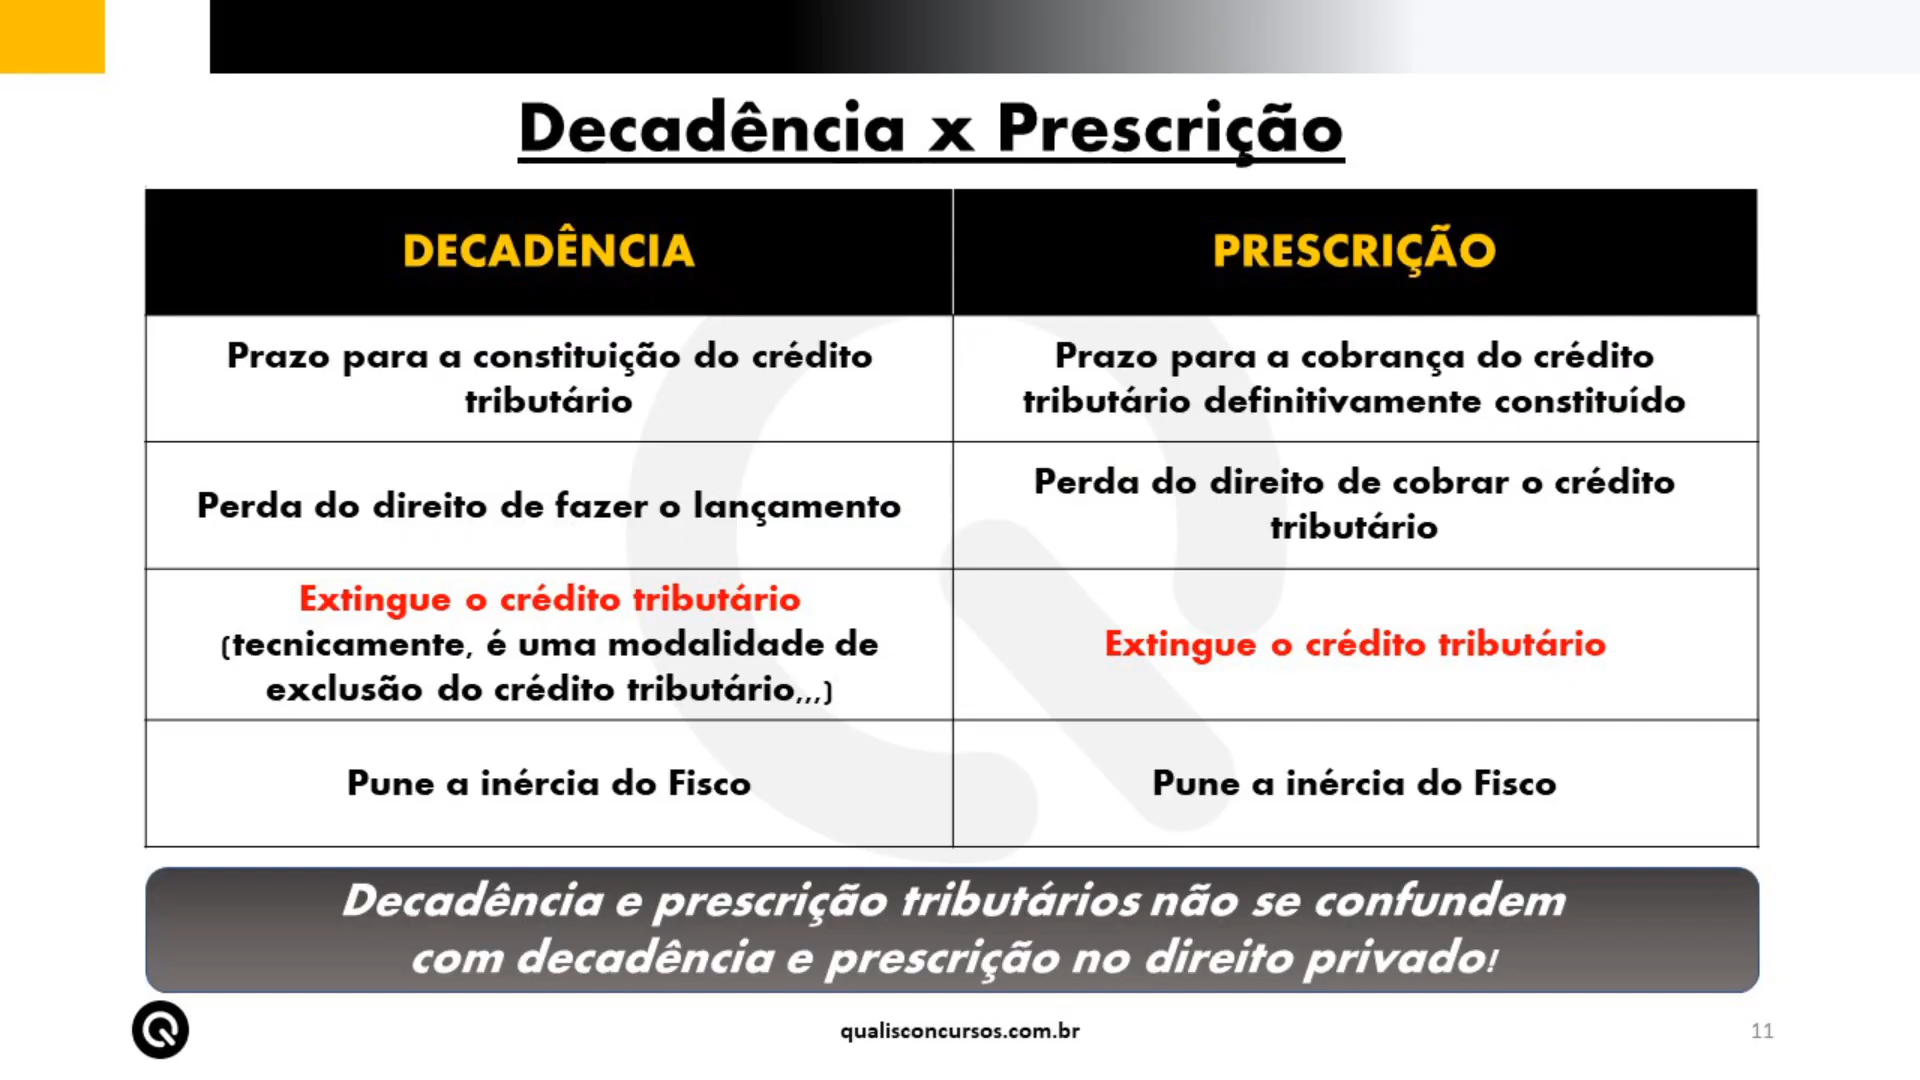 Decadência x Prescrição
DECADÊNCIA
PRESCRIÇÃO
Prazo para a constituição do crédito
tributário
Prazo para a cobrança do crédito
tributário definitivamente constituído
Perda do direito de fazer o lançamento
Perda do direito de cobrar o crédito
tributário
Extingue o crédito tributário
(tecnicamente, é uma modalidade de
exclusão do crédito tributário,,,)
Extingue o crédito tributário
Pune a inércia do Fisco
Pune a inércia do Fisco
Decadência e prescrição tributários não se confundem
com decadência e prescrição no direito privado!
qualisconcursos.com.br
11